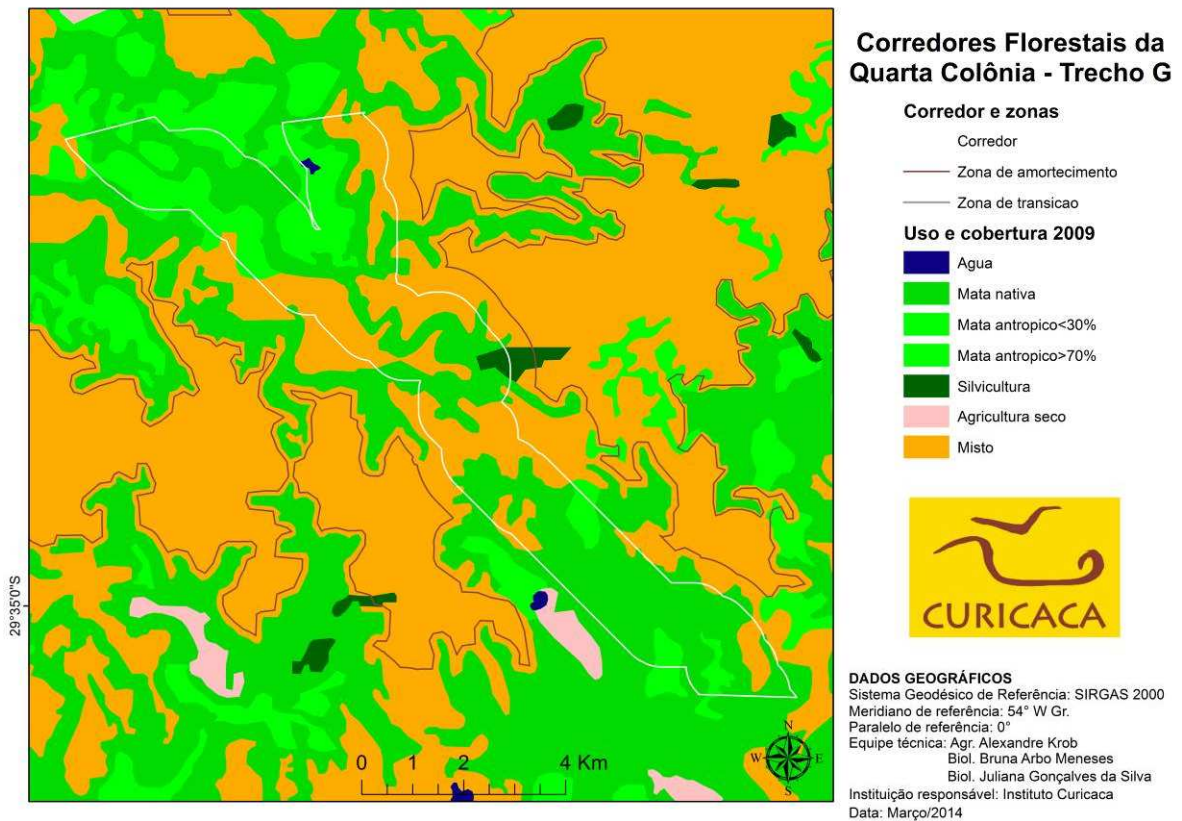 Corredores Florestais da
Quarta Colônia - Trecho G
Corredor e zonas
Corredor
Zona de amortecimento
Zona de transicao
Uso e cobertura 2009
Agua
Mata nativa
Mata antropico<30%
Mata antropico>70%
Silvicultura
Agricultura seco
Misto
CURICACA
DADOS GEOGRÁFICOS
Sistema Geodésico de Referência: SIRGAS 2000
Meridiano de referência: 54° W Gr.
Paralelo de referência: 0°
Equipe técnica: Agr. Alexandre Krob
Biol. Bruna Arbo Meneses
Biol. Juliana Gonçalves da Silva
Instituição responsável: Instituto Curicaca
Data: Março/2014
29°35'0"S
0 1 2 4 Km
N
W E
S